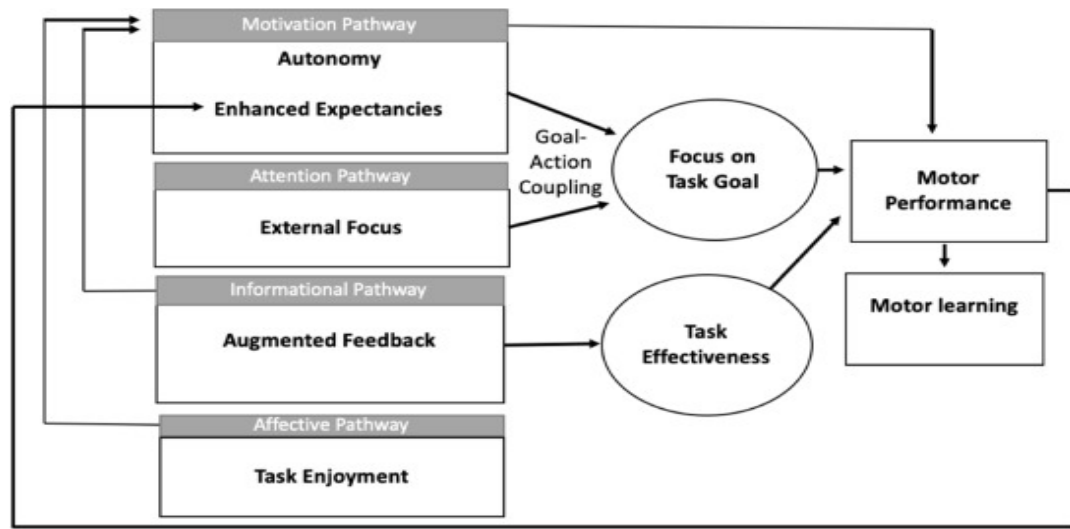 Motivation Pathway
Autonomy
Enhanced Expectancies
Attention Pathway
External Focus
Informational Pathway
Augmented Feedback
Affective Pathway
Task Enjoyment
Goal-
Action
Coupling
Focus on
Task Goal
Task
Effectiveness
Motor
Performance
Motor learning